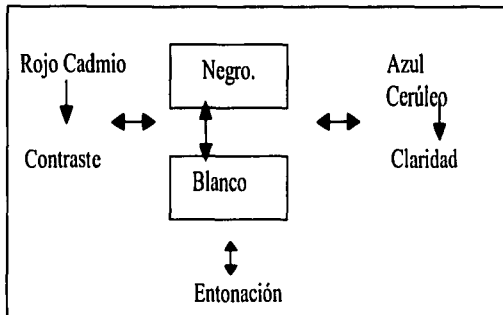 Rojo Cadmio
Contraste
Negro.
Blanco
Entonación
Azul
Cerúleo
Claridad